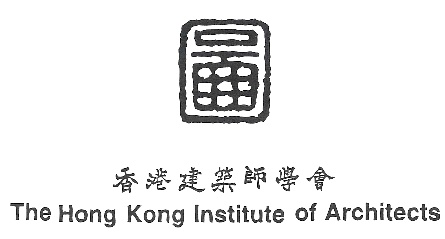 香港建築師學會
The Hong Kong Institute of Architects